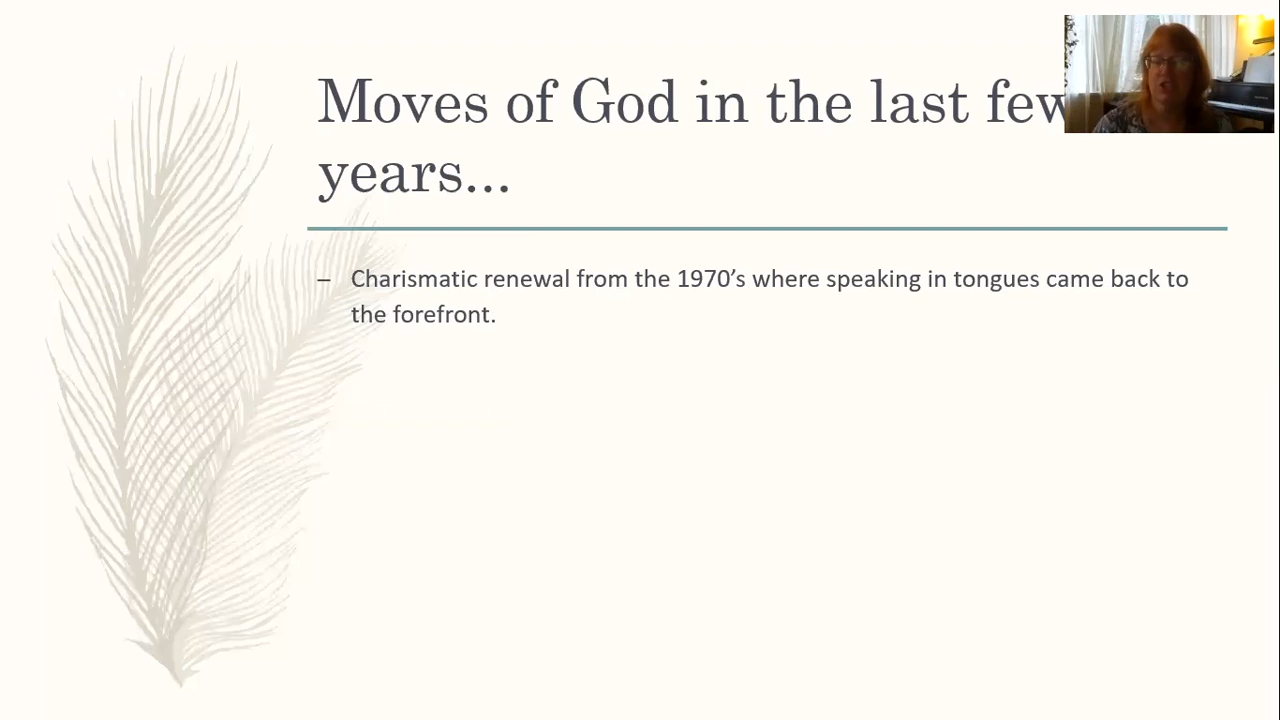 Moves of God in the last few
years...
– Charismatic renewal from the 1970’s where speaking in tongues came back to
the forefront.